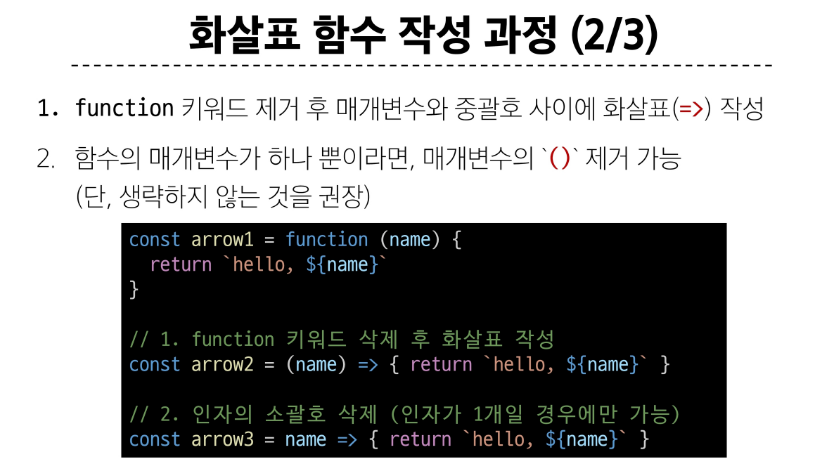 화살표 함수 작성 과정 (2/3)
1. function 키워드 제거 후 매개변수와 중괄호 사이에 화살표(=>) 작성
2. 함수의 매개변수가 하나 뿐이라면, 매개변수의 `()` 제거 가능
(단, 생략하지 않는 것을 권장)
const arrow1 = function (name) {
  return `hello, ${name}`
}
// 1. function 키워드 삭제 후 화살표 작성
const arrow2 = (name) => { return `hello, ${name}` }
// 2. 인자의 소괄호 삭제 (인자가 1개일 경우에만 가능)
const arrow3 = name => { return `hello, ${name}` }